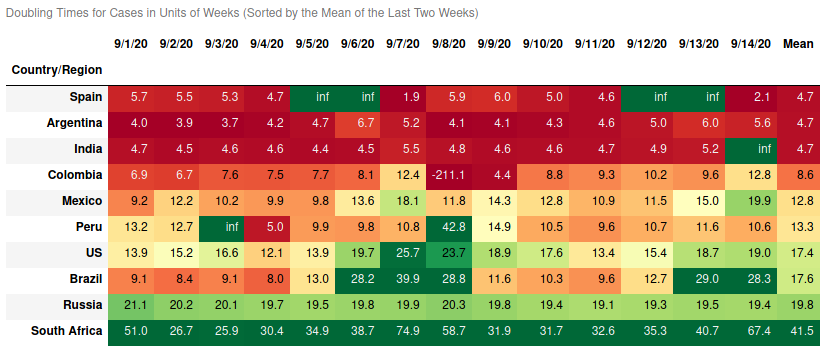 Doubling Times for Cases in Units of Weeks (Sorted by the Mean of the Last Two Weeks)
9/1/20 9/2/20 9/3/20 9/4/20 9/5/20 9/6/20 9/7/20 9/8/20 9/9/20 9/10/20 9/11/20 9/12/20 9/13/20 9/14/20 Mean
Country/Region
Spain 5.7 5.5 5.3 4.7 inf inf 1.9 5.9 6.0 5.0 4.6 inf inf 2.1 4.7
Argentina 4.0 3.9 3.7 4.2 4.7 6.7 5.2 4.1 4.1 4.3 4.6 5.0 6.0 5.6 4.7
India 4.7 4.5 4.6 4.6 4.4 4.5 5.5 4.8 4.6 4.6 4.7 4.9 5.2 inf 4.7
Colombia 6.9 6.7 7.6 7.5 7.7 8.1 12.4 -211.1 4.4 8.8 9.3 10.2 9.6 12.8 8.6
Mexico 9.2 12.2 10.2 9.9 9.8 13.6 18.1 11.8 14.3 12.8 10.9 11.5 15.0 19.9 12.8
Peru 13.2 12.7 inf 5.0 9.9 9.8 10.8 42.8 14.9 10.5 9.6 10.7 11.6 10.6 13.3
US 13.9 15.2 16.6 12.1 13.9 19.7 25.7 23.7 18.9 17.6 13.4 15.4 18.7 19.0 17.4
Brazil 9.1 8.4 9.1 8.0 13.0 28.2 39.9 28.8 11.6 10.3 9.6 12.7 29.0 28.3 17.6
Russia 21.1 20.2 20.1 19.7 19.5 19.8 19.9 20.3 19.8 19.4 19.1 19.3 19.5 19.4 19.8
South Africa 51.0 26.7 25.9 30.4 34.9 38.7 74.9 58.7 31.9 31.7 32.6 35.3 40.7 67.4 41.5